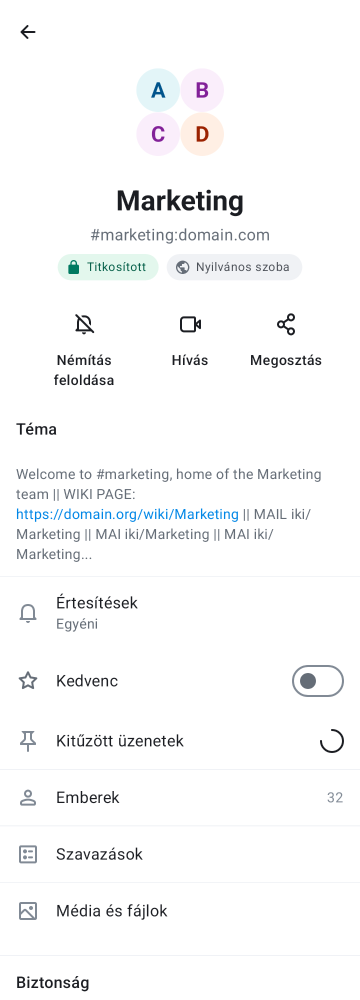 A B
C D
Marketing
#marketing:domain.com
Titkosított Nyilvános szoba
Némítás feloldása Hívás Megosztás
Téma
Welcome to #marketing, home of the Marketing
team || WIKI PAGE:
https://domain.org/wiki/Marketing || MAIL iki/
Marketing || MAI iki/Marketing || MAI iki/
Marketing...
Értesítések
Egyéni
Kedvenc
Kitűzött üzenetek
Emberek 32
Szavazások
Média és fájlok
Biztonság